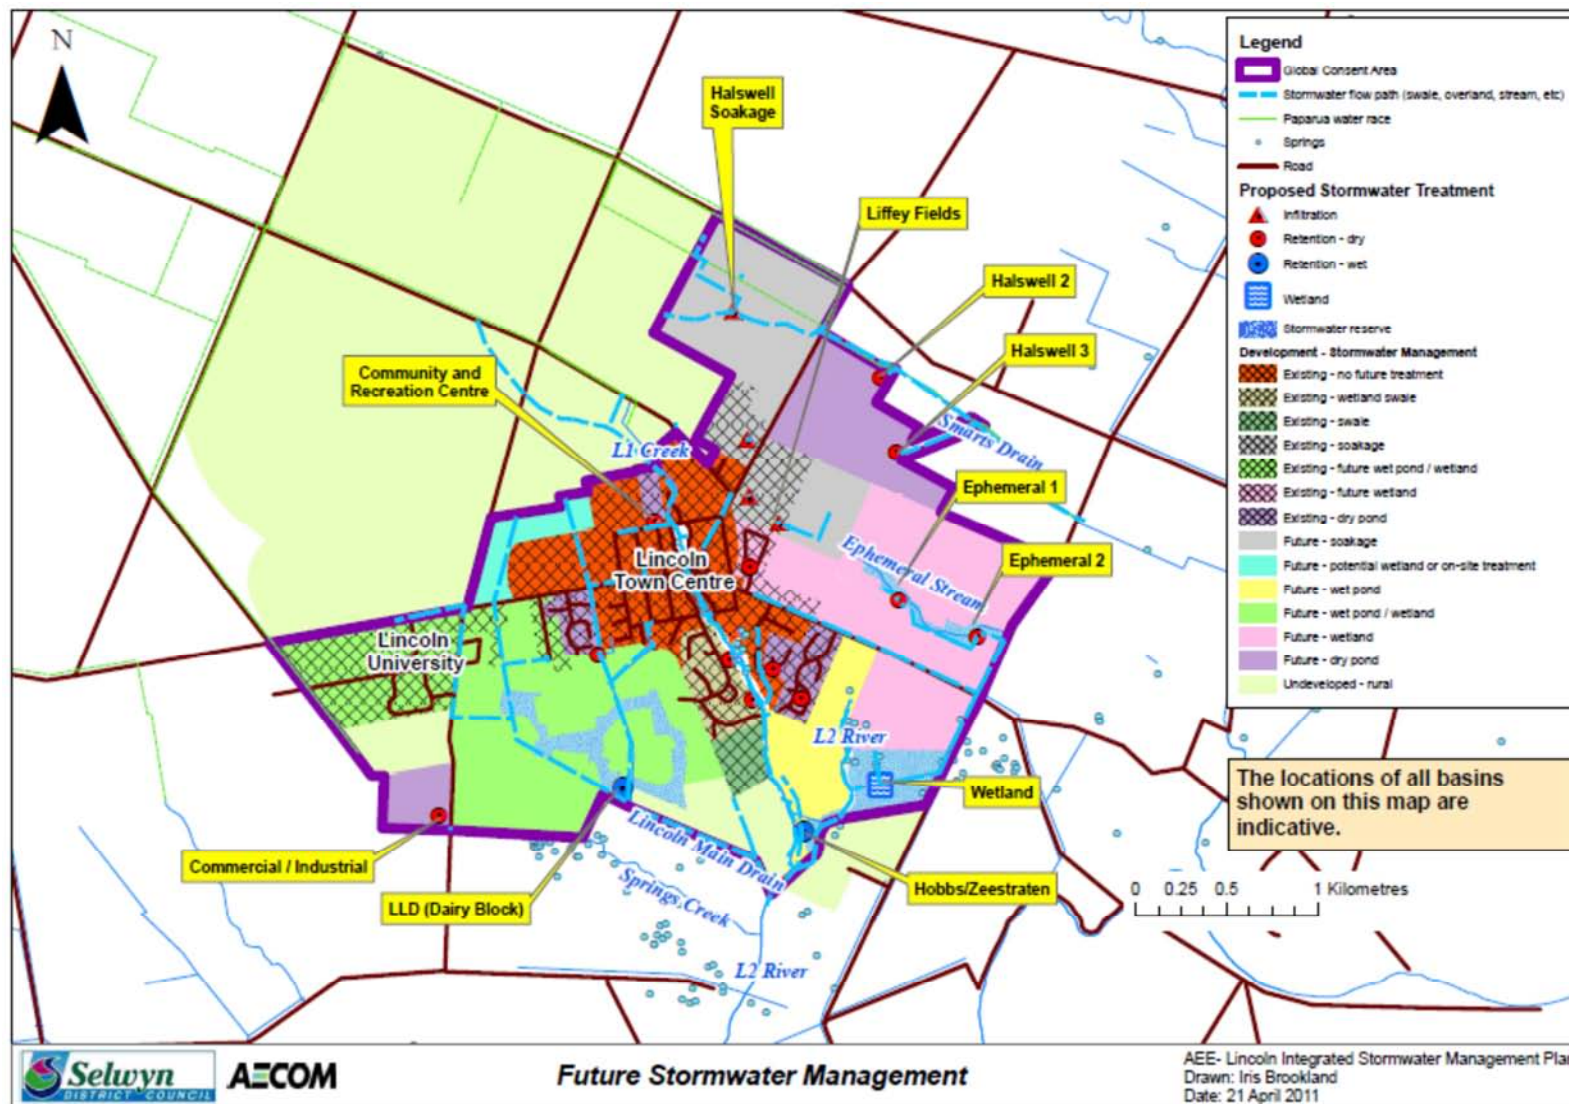 N
Halswell
Soakage
Liffey Fields
Halswell 2
Halswell 3
Community and
Recreation Centre
L1 Creek
Smarts Drain
Ephemeral 1
Ephemeral Stream
Ephemeral 2
Lincoln
Town Centre
Lincoln
University
L2 River
Wetland
Commercial / Industrial
LLD (Dairy Block)
Lincoln Main Drain
Springs Creek
Hobbs/Zeestraten
L2 River
Legend
Global Consent Area
Stormwater flow path (swale, overland, stream, etc)
Paparua water race
Springs
Road
Proposed Stormwater Treatment
Infiltration
Retention - dry
Retention - wet
Wetland
Stormwater reserve
Development - Stormwater Management
Existing - no future treatment
Existing - wetland swale
Existing - swale
Existing - soakage
Existing - future wet pond / wetland
Existing - future wetland
Existing - dry pond
Future - soakage
Future - potential wetland or on-site treatment
Future - wet pond
Future - wet pond / wetland
Future - wetland
Future - dry pond
Undeveloped - rural
The locations of all basins
shown on this map are
indicative.
0 0.25 0.5 1 Kilometres
Selwyn
DISTRICT COUNCIL
AECOM
Future Stormwater Management
AEE- Lincoln Integrated Stormwater Management Plan
Drawn: Iris Brookland
Date: 21 April 2011